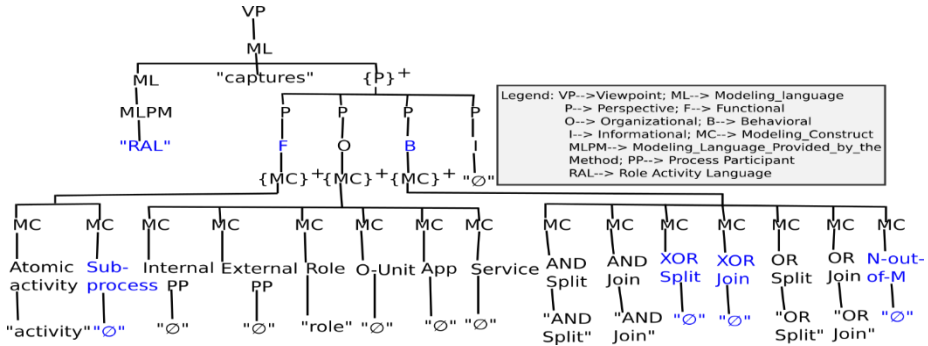 VP
ML
ML "captures" {P}+
MLPM P P P P
"RAL" F O B I
{MC}+ {MC}+ {MC}+ "∅"
Legend: VP-->Viewpoint; ML--> Modeling_language
P--> Perspective; F--> Functional
O--> Organizational; B--> Behavioral
I--> Informational; MC--> Modeling_Construct
MLPM--> Modeling_Language_Provided_by_the
Method; PP--> Process Participant
RAL--> Role Activity Language
MC MC MC MC MC MC MC MC MC MC MC MC MC MC MC
Atomic Sub- Internal External Role O-Unit App Service AND AND XOR XOR OR OR N-out-
activity process PP PP Split Join Split Join Split Join of-M
"activity" "∅" "∅" "∅" "role" "∅" "∅" "∅" "AND "AND "∅" "∅" "OR "OR "∅"
Split" Join" Split" Join"